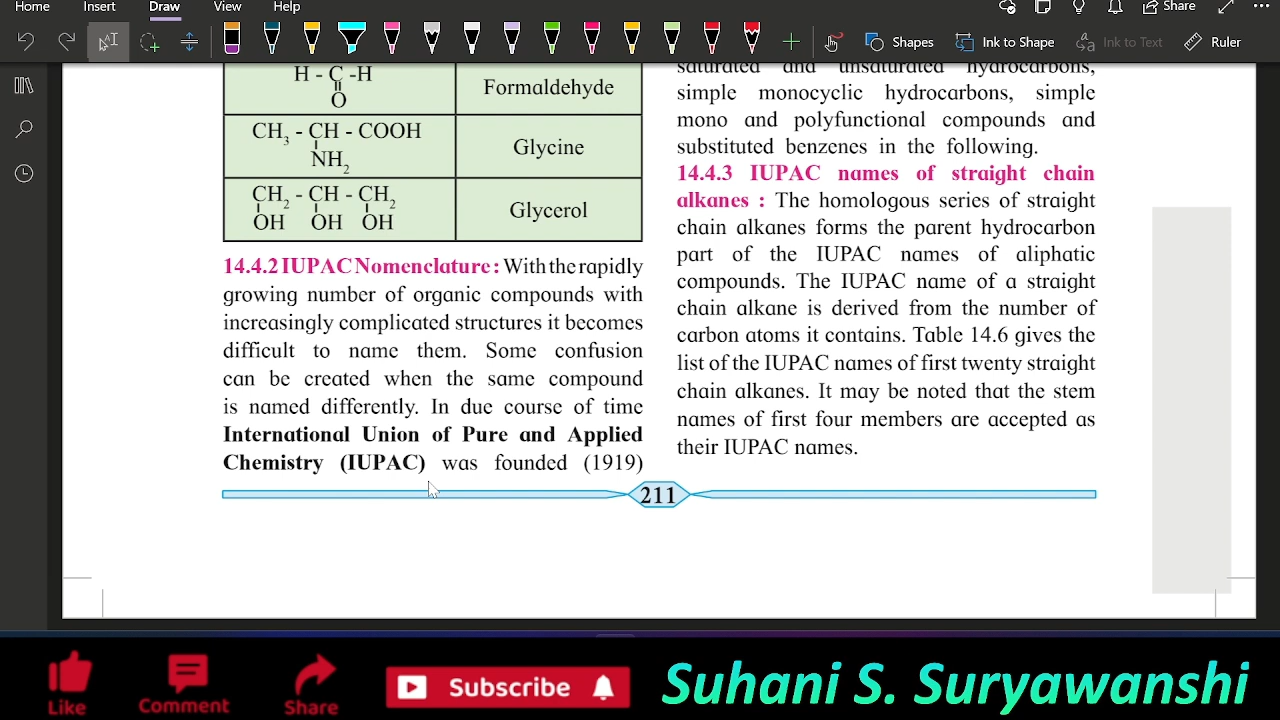 Home Insert Draw View Help Share
Shapes Ink to Shape Ink to Text Ruler
H - C -H
O
Formaldehyde
CH3 - CH - COOH
NH2
Glycine
CH2 - CH - CH2
OH OH OH
Glycerol
14.4.2 IUPAC Nomenclature : With the rapidly
growing number of organic compounds with
increasingly complicated structures it becomes
difficult to name them. Some confusion
can be created when the same compound
is named differently. In due course of time
International Union of Pure and Applied
Chemistry (IUPAC) was founded (1919)
saturated and unsaturated hydrocarbons,
simple monocyclic hydrocarbons, simple
mono and polyfunctional compounds and
substituted benzenes in the following.
14.4.3 IUPAC names of straight chain
alkanes : The homologous series of straight
chain alkanes forms the parent hydrocarbon
part of the IUPAC names of aliphatic
compounds. The IUPAC name of a straight
chain alkane is derived from the number of
carbon atoms it contains. Table 14.6 gives the
list of the IUPAC names of first twenty straight
chain alkanes. It may be noted that the stem
names of first four members are accepted as
their IUPAC names.
211
Like
Comment
Share
Subscribe
Suhani S. Suryawanshi